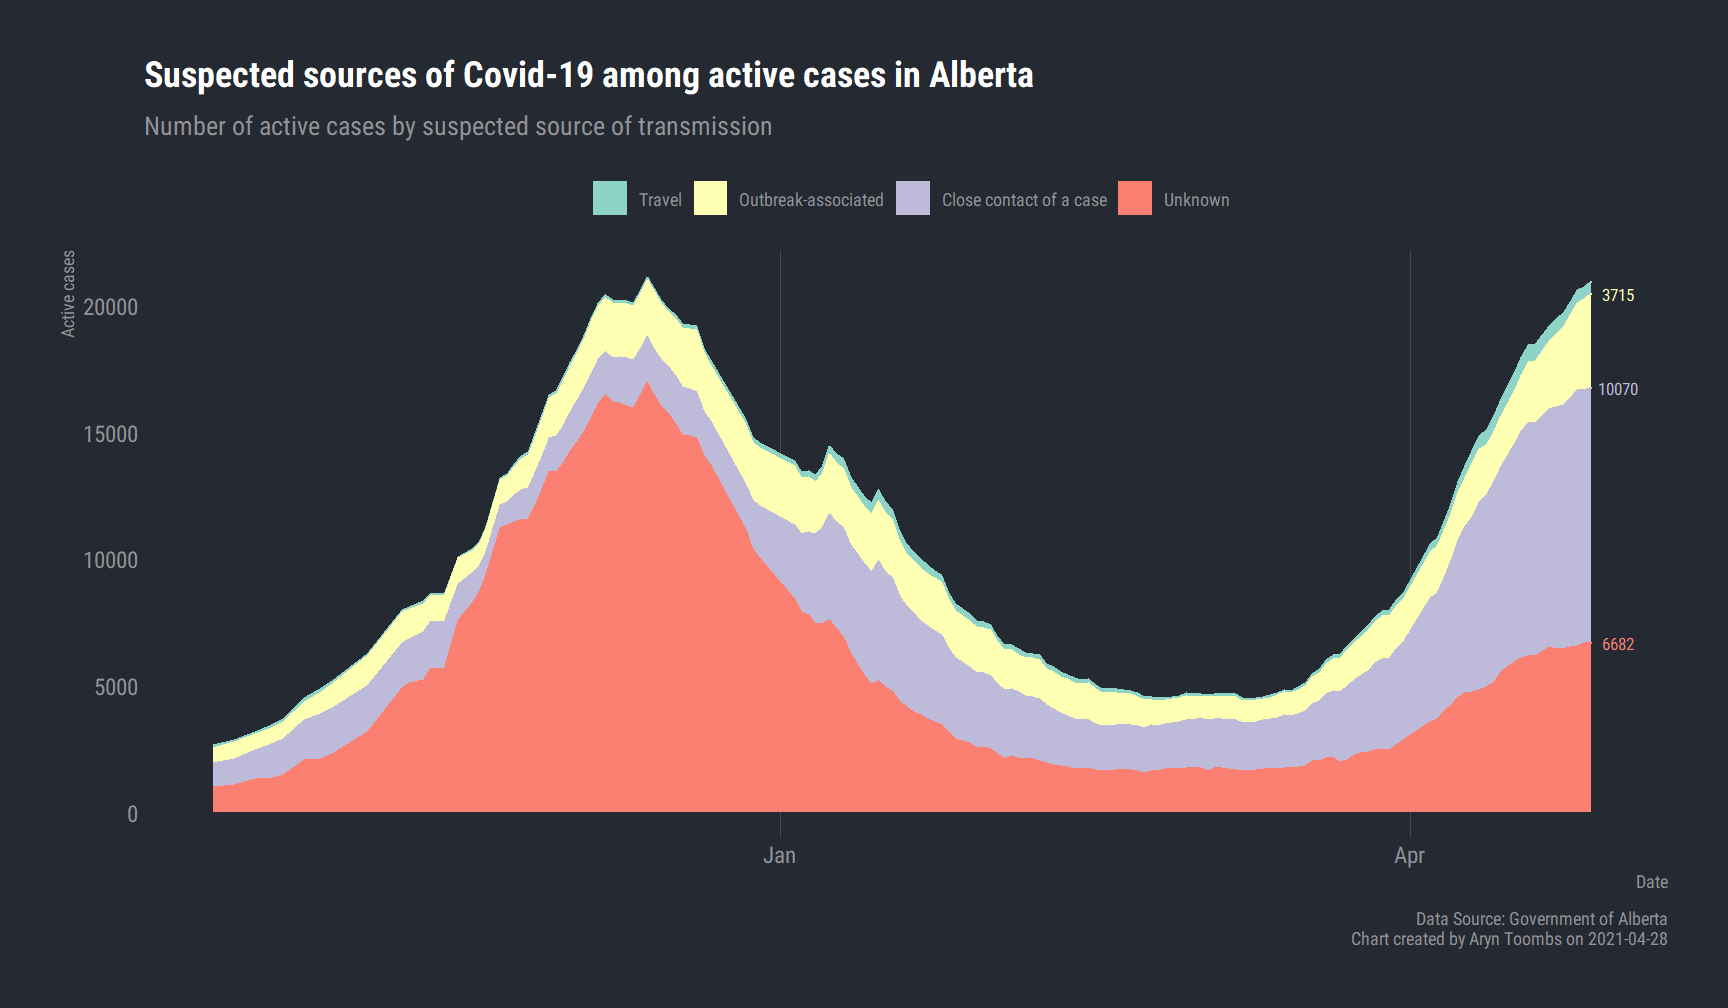 Suspected sources of Covid-19 among active cases in Alberta
Number of active cases by suspected source of transmission
Travel
Outbreak-associated
Close contact of a case
Unknown
Active cases
20000
15000
10000
5000
0
3715
10070
6682
Jan
Apr
Date
Data Source: Government of Alberta
Chart created by Aryn Toombs on 2021-04-28